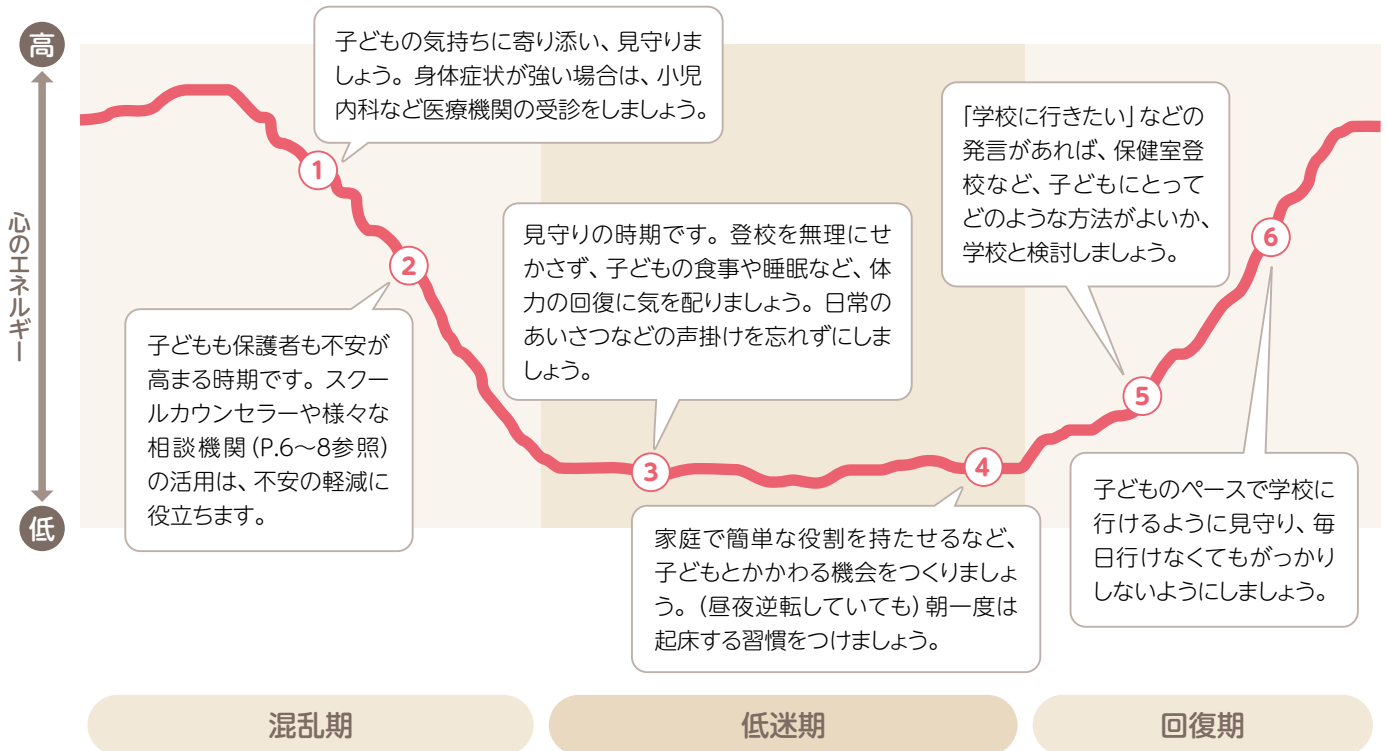 高
心のエネルギー
低
子どもの気持ちに寄り添い、見守りま
しょう。身体症状が強い場合は、小児
内科など医療機関の受診をしましょう。
1
2
子どもも保護者も不安が
高まる時期です。スクー
ルカウンセラーや様々な
相談機関(P.6〜8参照)
の活用は、不安の軽減に
役立ちます。
見守りの時期です。登校を無理にせ
かさず、子どもの食事や睡眠など、体
力の回復に気を配りましょう。日常の
あいさつなどの声掛けを忘れずにしま
しょう。
3
4
家庭で簡単な役割を持たせるなど、
子どもとかかわる機会をつくりましょ
う。(昼夜逆転していても)朝一度は
起床する習慣をつけましょう。
「学校に行きたい」などの
発言があれば、保健室登
校など、子どもにとって
どのような方法がよいか、
学校と検討しましょう。
5
6
子どものペースで学校に
行けるように見守り、毎
日行けなくてもがっかり
しないようにしましょう。
混乱期
低迷期
回復期